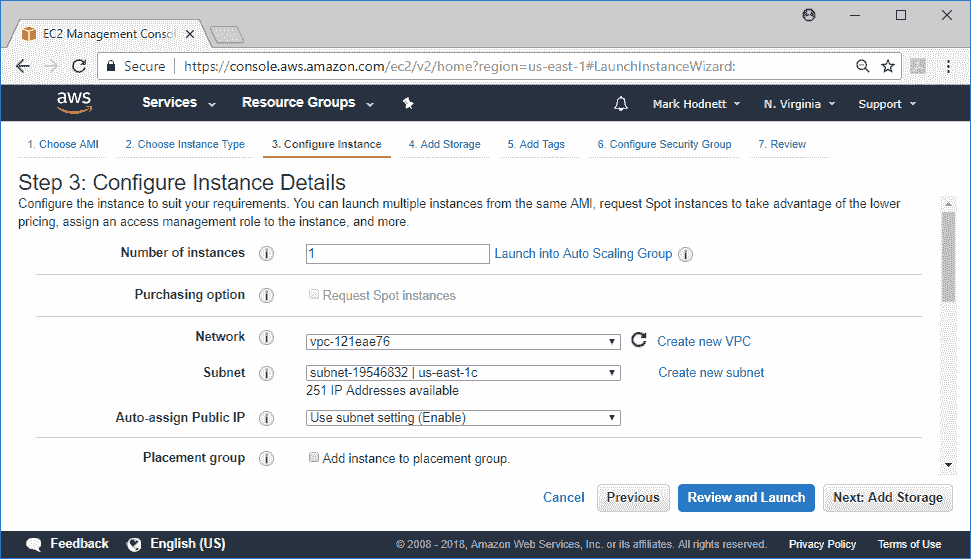 EC2 Management Consol
Secure
https://console.aws.amazon.com/ec2/v2/home?region=us-east-1#LaunchInstanceWizard:
aws
Services
Resource Groups
Mark Hodnett
N. Virginia
Support
1. Choose AMI
2. Choose Instance Type
3. Configure Instance
4. Add Storage
5. Add Tags
6. Configure Security Group
7. Review
Step 3: Configure Instance Details
Configure the instance to suit your requirements. You can launch multiple instances from the same AMI, request Spot instances to take advantage of the lower
pricing, assign an access management role to the instance, and more.
Number of instances
1
Launch into Auto Scaling Group
Purchasing option
Request Spot instances
Network
vpc-121eae76
Create new VPC
Subnet
subnet-19546832 | us-east-1c
Create new subnet
251 IP Addresses available
Auto-assign Public IP
Use subnet setting (Enable)
Placement group
Add instance to placement group.
Cancel
Previous
Review and Launch
Next: Add Storage
Feedback
English (US)
© 2008 - 2018, Amazon Web Services, Inc. or its affiliates. All rights reserved.
Privacy Policy
Terms of Use